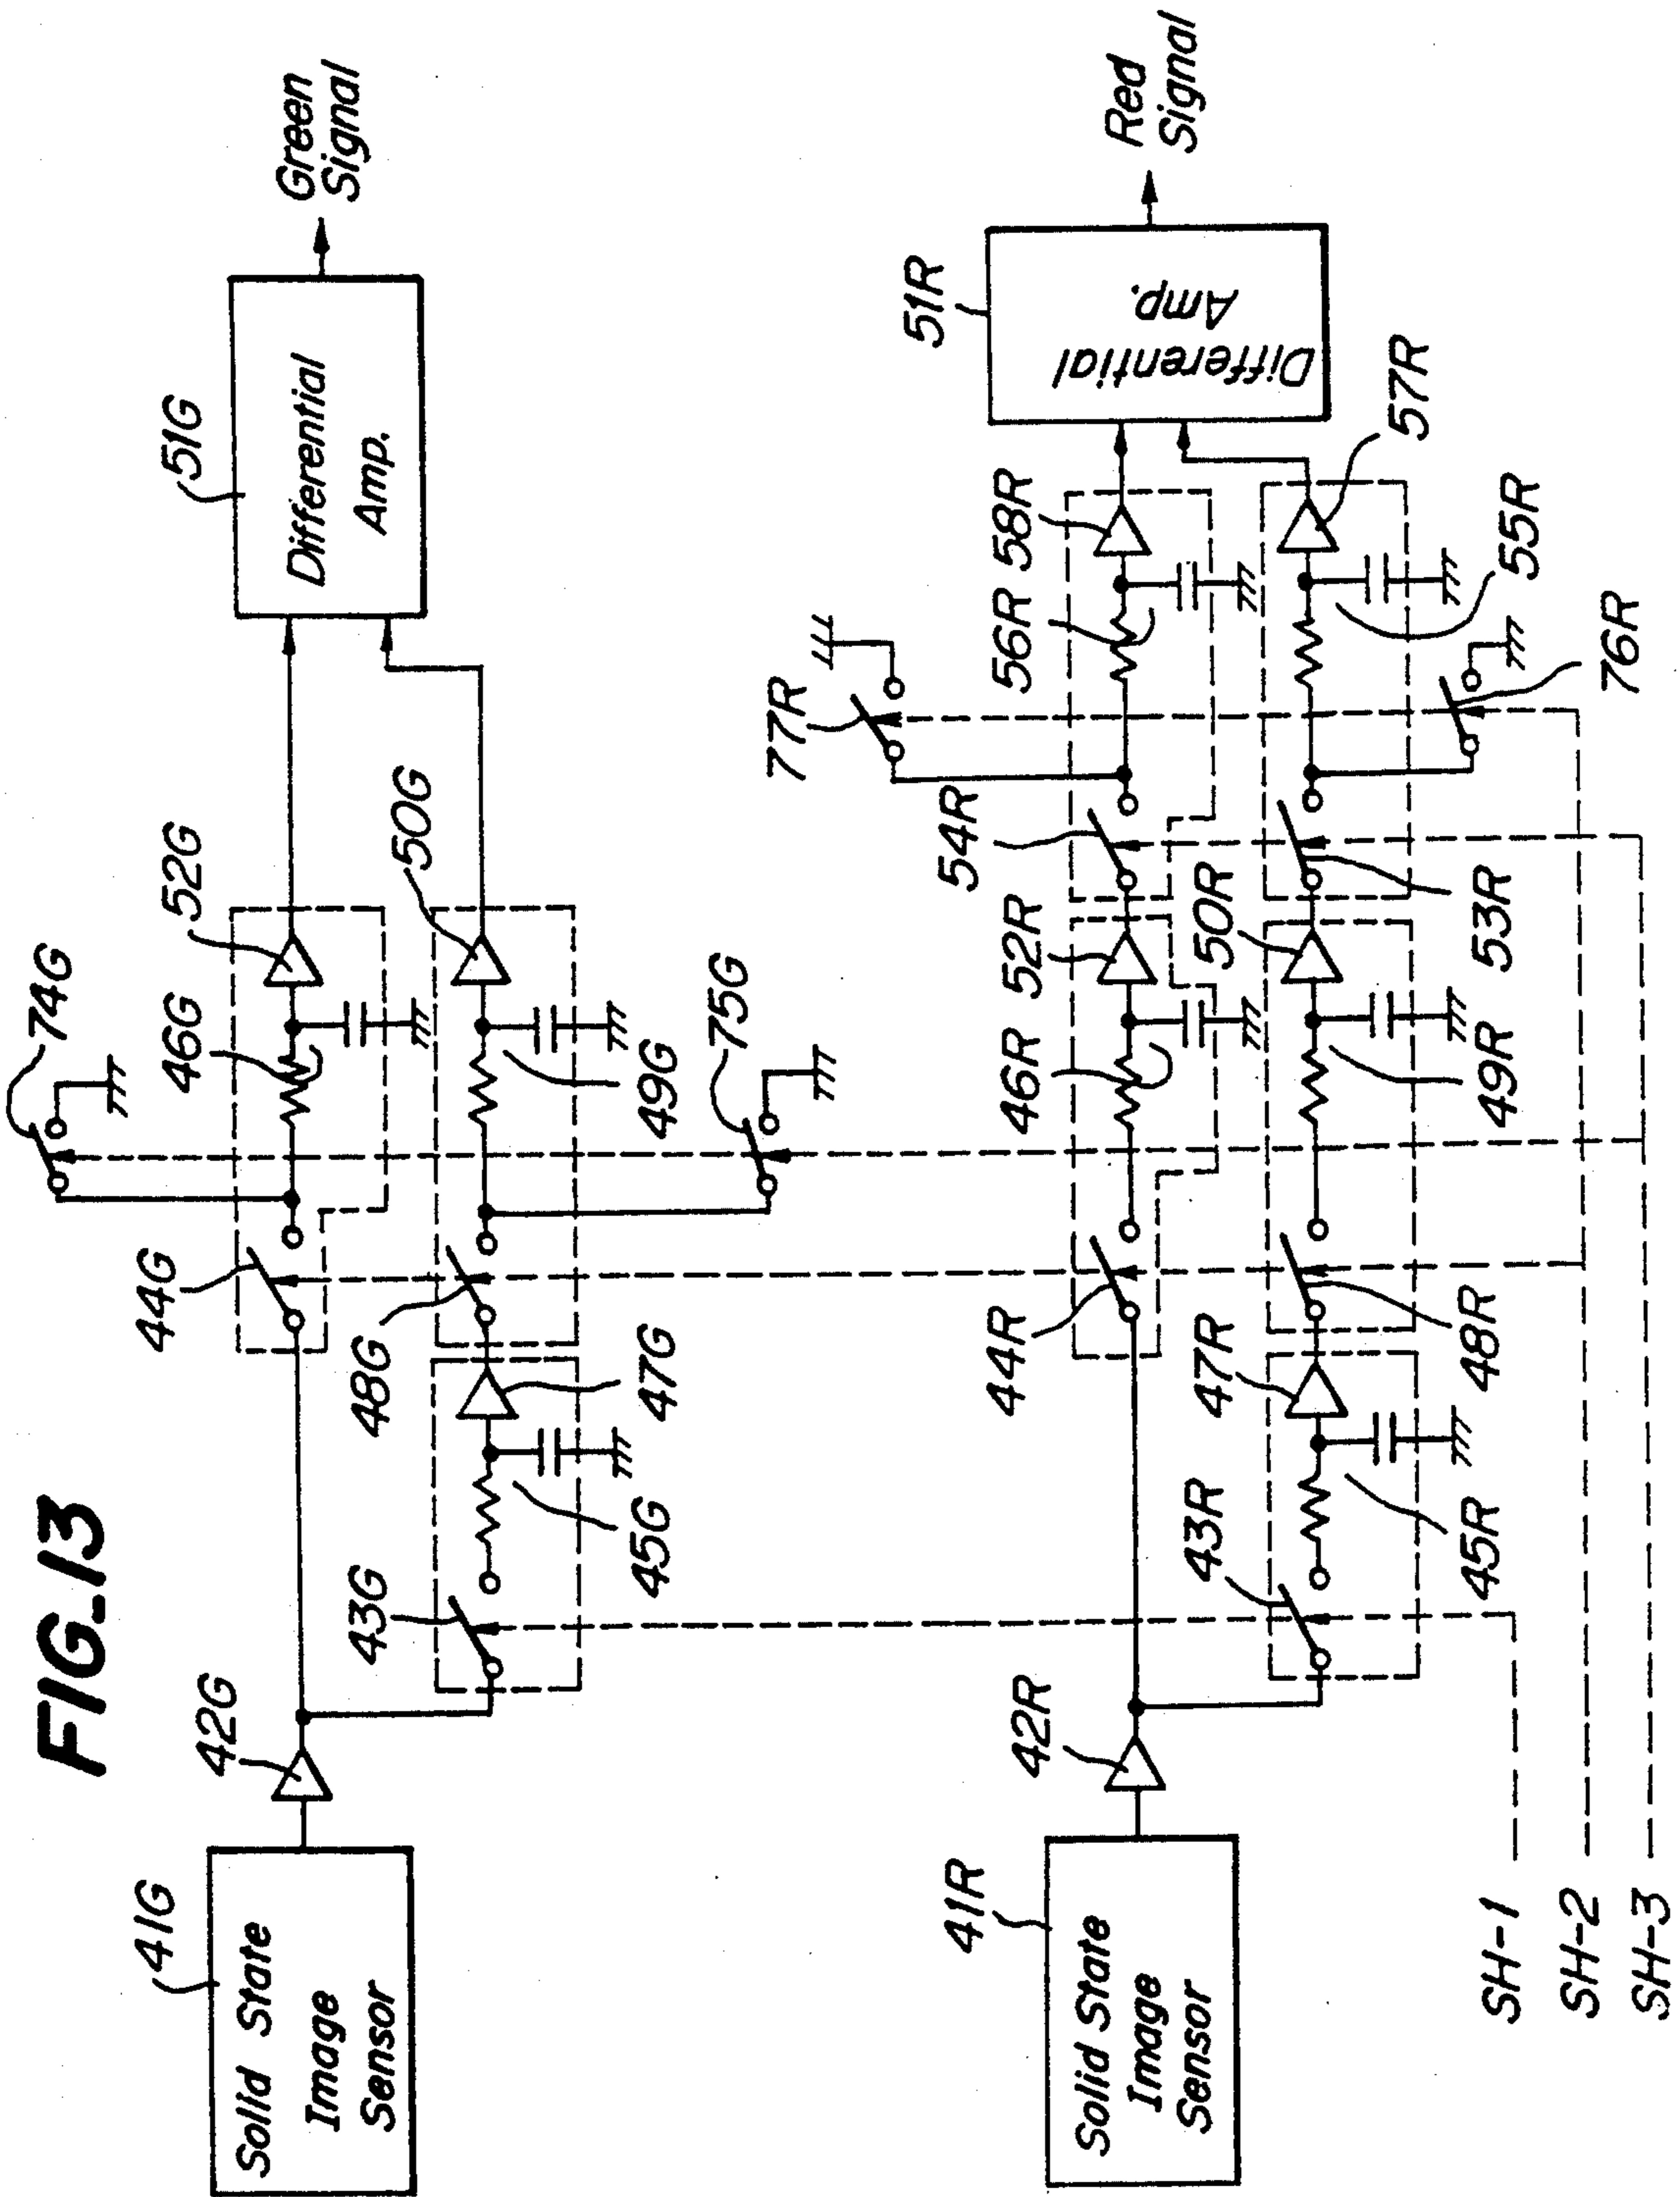 FIG_13
41G
Solid State
Image
Sensor
42G
43G
45G
47G
44G
48G
74G
46G
52G
49G
50G
75G
51G
Differential
Amp.
Green
Signal
41R
Solid State
Image
Sensor
42R
43R
45R
47R
44R
48R
46R
52R
49R
50R
54R
53R
77R
76R
56R
58R
55R
57R
51R
Differential
Amp.
Red
Signal
SH-1
SH-2
SH-3